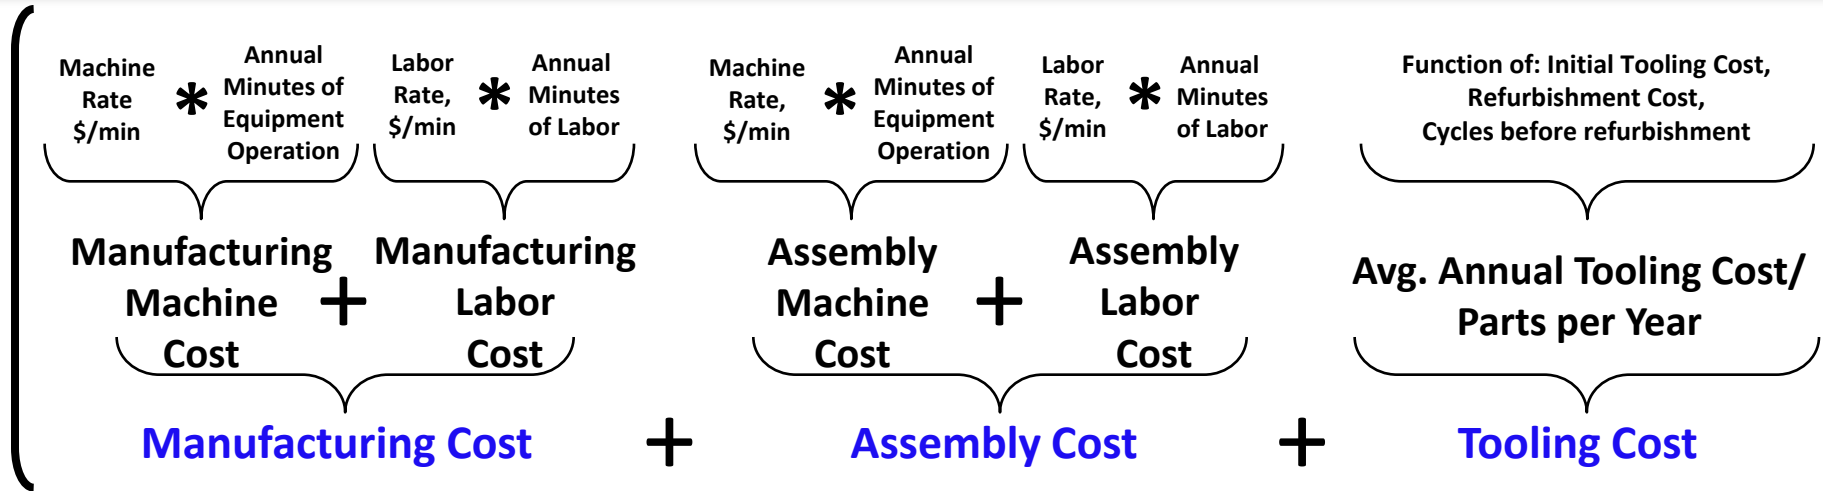 Machine
Rate
$/min
*
Annual
Minutes of
Equipment
Operation
Labor
Rate,
$/min
*
Annual
Minutes
of Labor
Machine
Rate,
$/min
*
Annual
Minutes of
Equipment
Operation
Labor
Rate,
$/min
*
Annual
Minutes
of Labor
Function of: Initial Tooling Cost,
Refurbishment Cost,
Cycles before refurbishment
Manufacturing
Machine
Cost
+
Manufacturing
Labor
Cost
Assembly
Machine
Cost
+
Assembly
Labor
Cost
Avg. Annual Tooling Cost/
Parts per Year
Manufacturing Cost
+
Assembly Cost
+
Tooling Cost